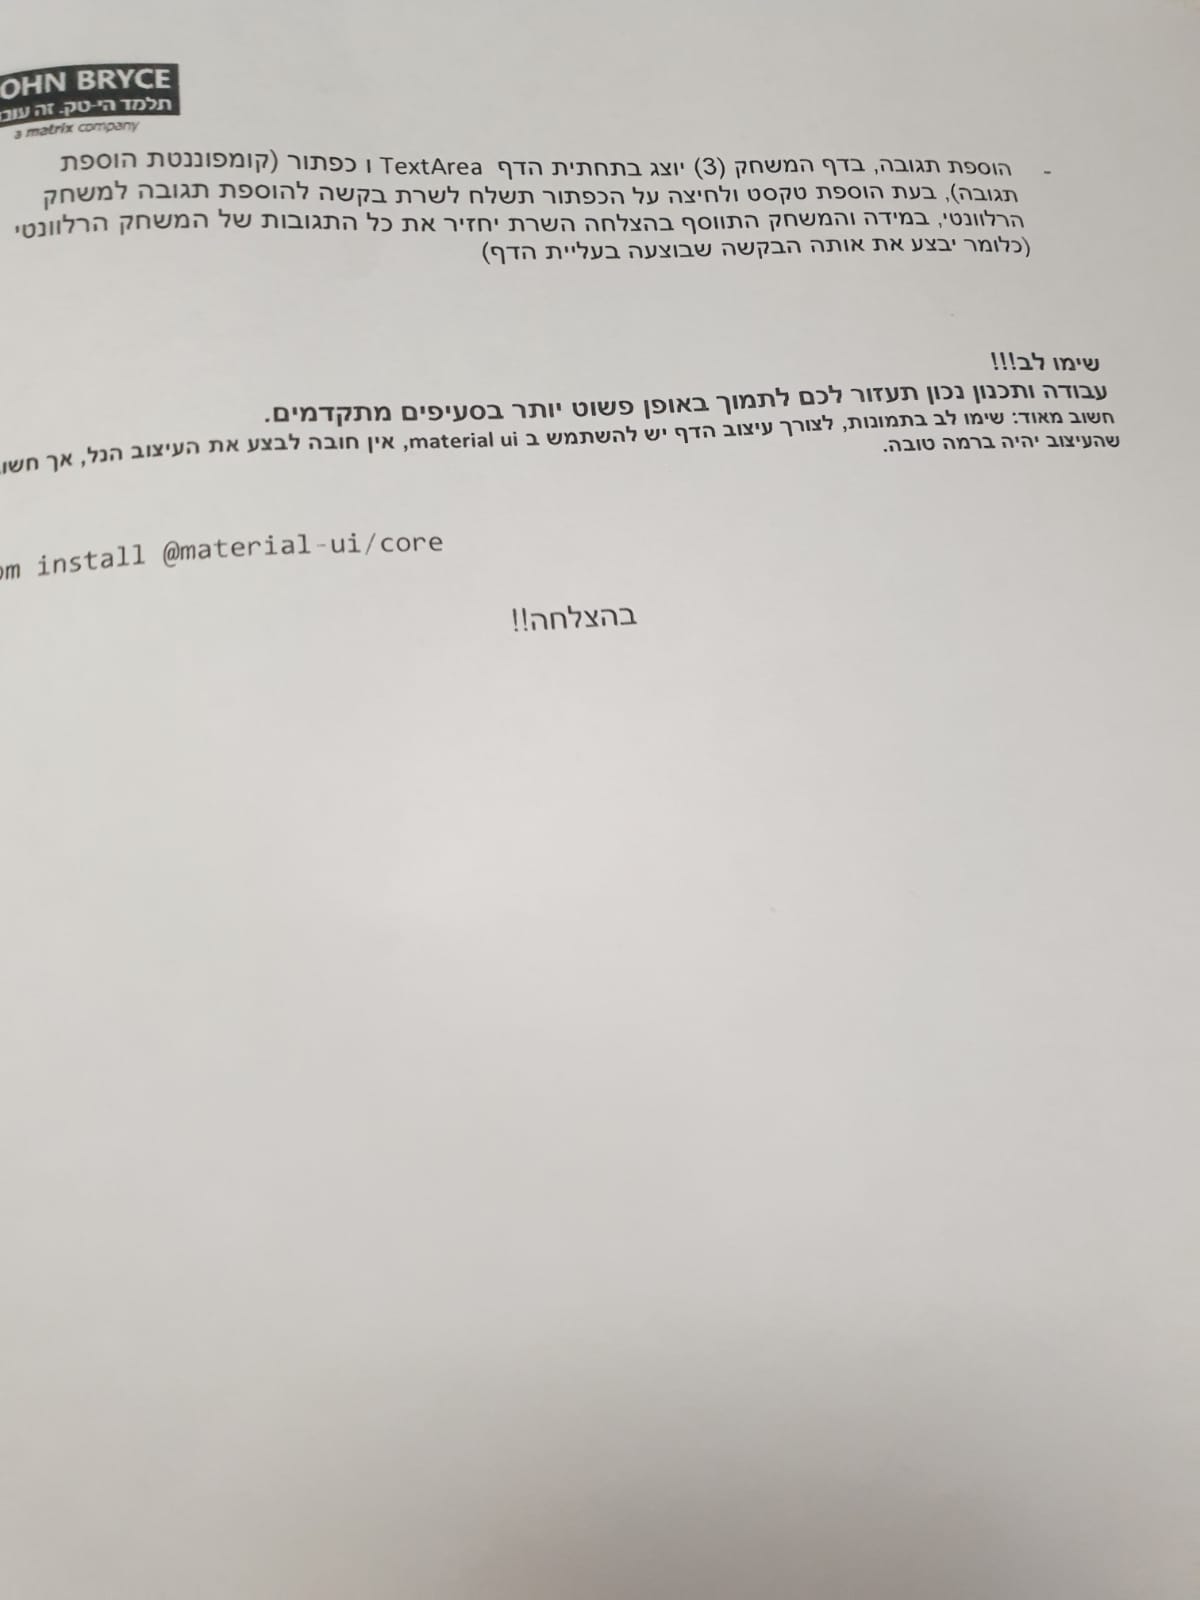 OHN BRYCE
תלמד הי-טק. זה עוב
a matrix company
- הוספת תגובה, בדף המשחק (3) יוצג בתחתית הדף TextArea ו כפתור (קומפוננטת הוספת
תגובה), בעת הוספת טקסט ולחיצה על הכפתור תשלח לשרת בקשה להוספת תגובה למשחק
הרלוונטי, במידה והמשחק התווסף בהצלחה השרת יחזיר את כל התגובות של המשחק הרלוונטי
(כלומר יבצע את אותה הבקשה שבוצעה בעליית הדף)
שימו לב!!!
עבודה ותכנון נכון תעזור לכם לתמוך באופן פשוט יותר בסעיפים מתקדמים.
חשוב מאוד: שימו לב בתמונות, לצורך עיצוב הדף יש להשתמש ב material ui, אין חובה לבצע את העיצוב הנל, אך חשו
שהעיצוב יהיה ברמה טובה.
pm install @material-ui/core
בהצלחה!!